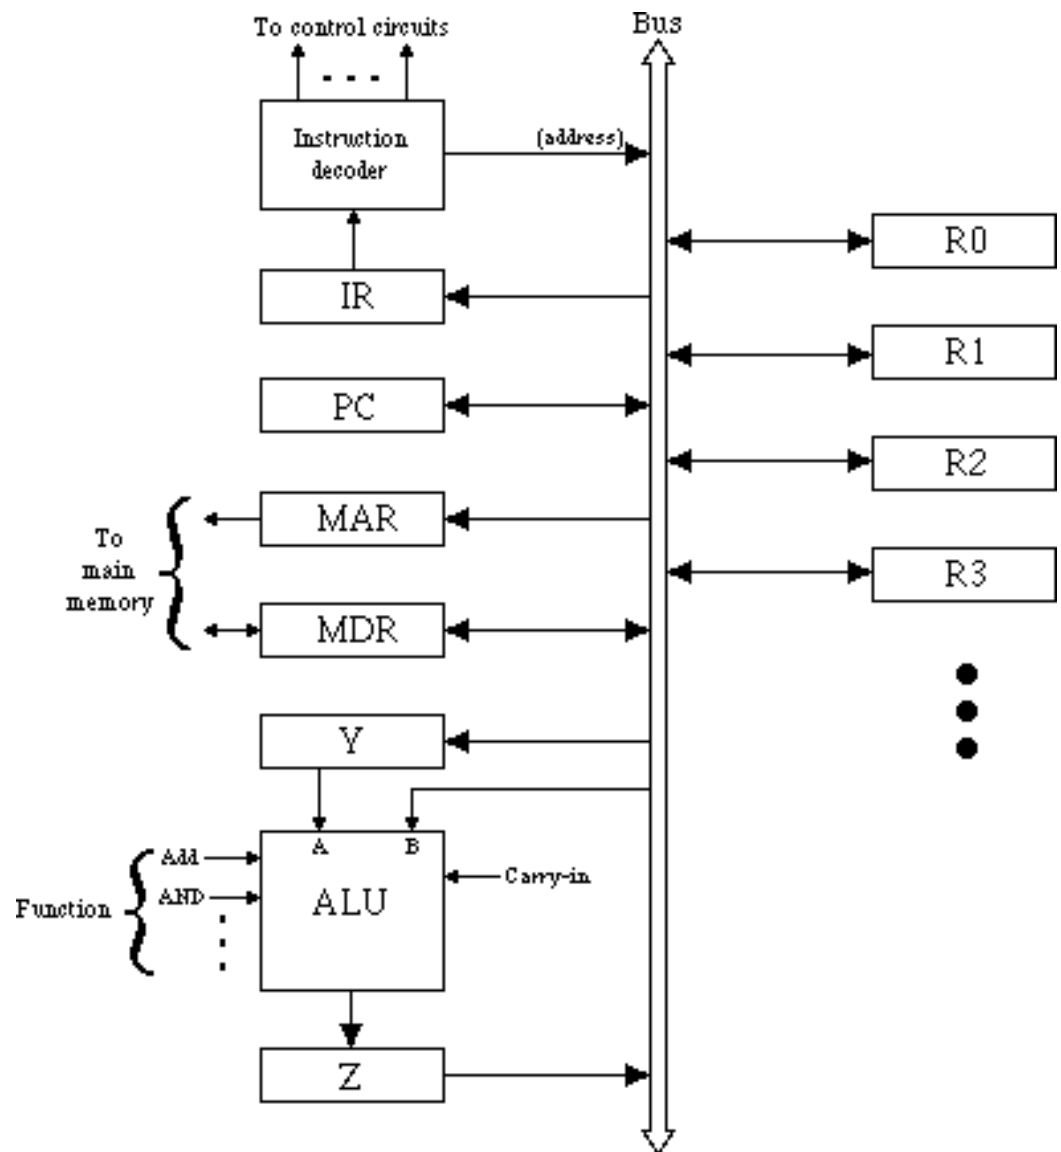 To control circuits
Bus
Instruction
decoder
(address)
R0
IR
R1
PC
R2
MAR
To
main
memory
R3
MDR
Y
A
B
Add
Carry-in
AND
ALU
Function
Z